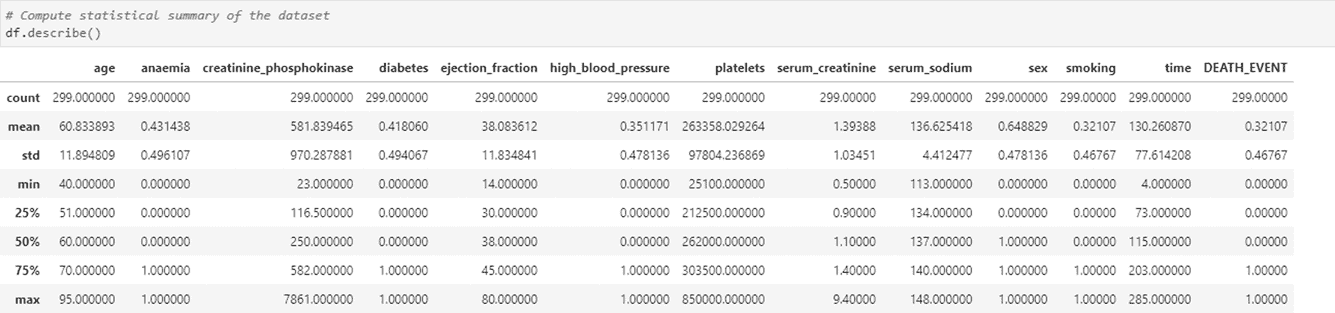 # Compute statistical summary of the dataset
df.describe()
age anaemia creatinine_phosphokinase diabetes ejection_fraction high_blood_pressure platelets serum_creatinine serum_sodium sex smoking time DEATH_EVENT
count 299.000000 299.000000 299.000000 299.000000 299.000000 299.000000 299.000000 299.00000 299.000000 299.000000 299.00000 299.000000 299.00000
mean 60.833893 0.431438 581.839465 0.418060 38.083612 0.351171 263358.029264 1.39388 136.625418 0.648829 0.32107 130.260870 0.32107
std 11.894809 0.496107 970.287881 0.494067 11.834841 0.478136 97804.236869 1.03451 4.412477 0.478136 0.46767 77.614208 0.46767
min 40.000000 0.000000 23.000000 0.000000 14.000000 0.000000 25100.000000 0.50000 113.000000 0.000000 0.00000 4.000000 0.00000
25% 51.000000 0.000000 116.500000 0.000000 30.000000 0.000000 212500.000000 0.90000 134.000000 0.000000 0.00000 73.000000 0.00000
50% 60.000000 0.000000 250.000000 0.000000 38.000000 0.000000 262000.000000 1.10000 137.000000 1.000000 0.00000 115.000000 0.00000
75% 70.000000 1.000000 582.000000 1.000000 45.000000 1.000000 303500.000000 1.40000 140.000000 1.000000 1.00000 203.000000 1.00000
max 95.000000 1.000000 7861.000000 1.000000 80.000000 1.000000 850000.000000 9.40000 148.000000 1.000000 1.00000 285.000000 1.00000